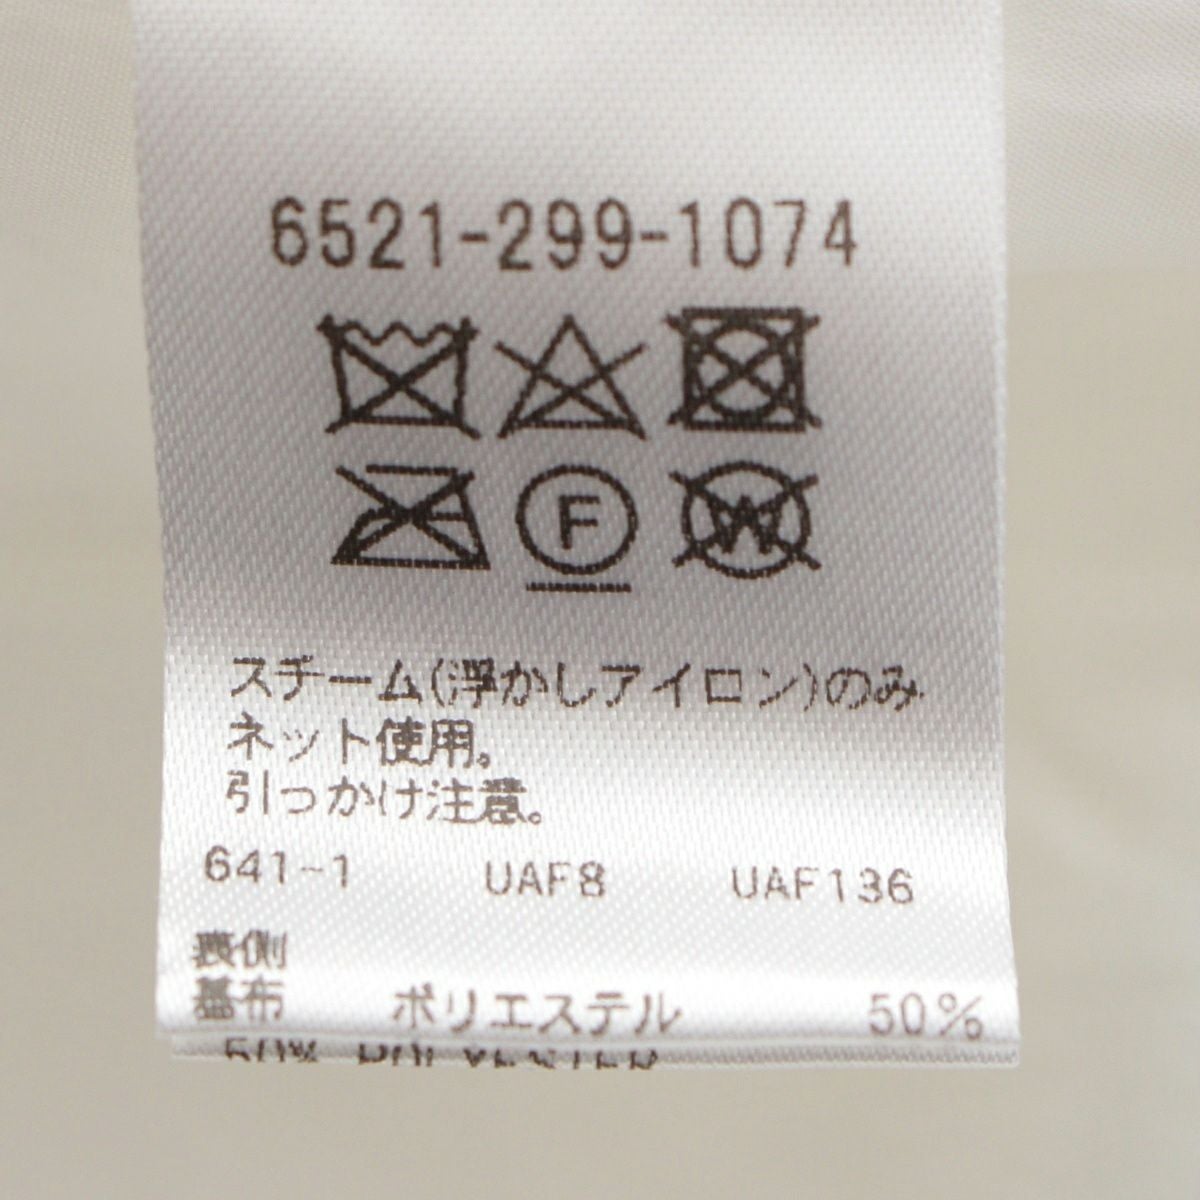 6521-299-1074
F W
スチーム(浮かしアイロン)のみ
ネット使用。
引っかけ注意。
641-1 UAF8 UAF136
裏側
基布 ポリエステル 50%
50% POLYESTER